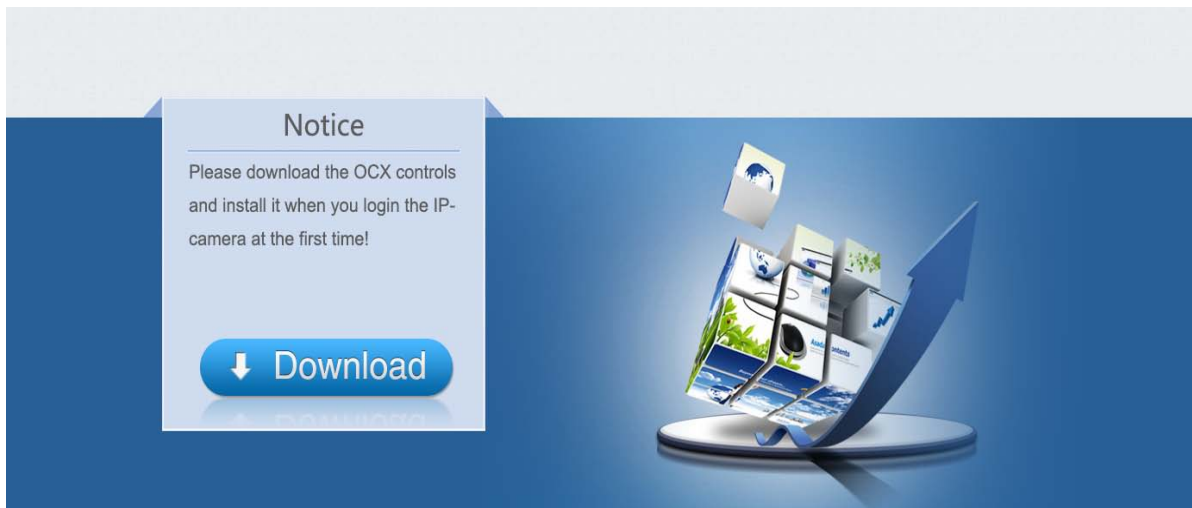 Notice
Please download the OCX controls
and install it when you login the IP-
camera at the first time!
Download